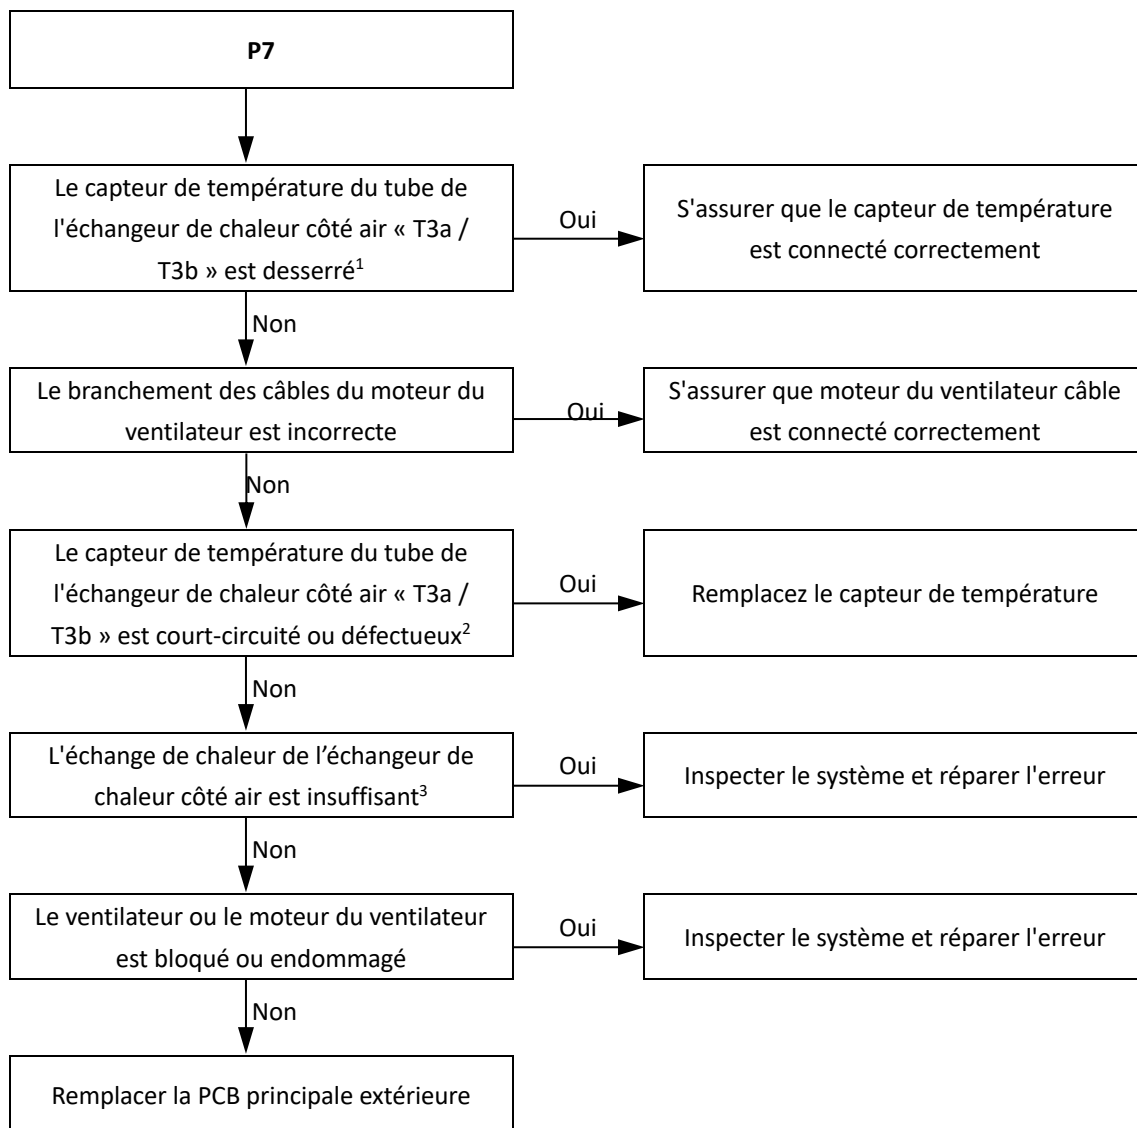 P7
Le capteur de température du tube de
l'échangeur de chaleur côté air « T3a /
T3b » est desserré1
Oui
S'assurer que le capteur de température
est connecté correctement
Non
Le branchement des câbles du moteur du
ventilateur est incorrecte
Oui
S'assurer que moteur du ventilateur câble
est connecté correctement
Non
Le capteur de température du tube de
l'échangeur de chaleur côté air « T3a /
T3b » est court-circuité ou défectueux2
Oui
Remplacez le capteur de température
Non
L'échange de chaleur de l’échangeur de
chaleur côté air est insuffisant3
Oui
Inspecter le système et réparer l'erreur
Non
Le ventilateur ou le moteur du ventilateur
est bloqué ou endommagé
Oui
Inspecter le système et réparer l'erreur
Non
Remplacer la PCB principale extérieure